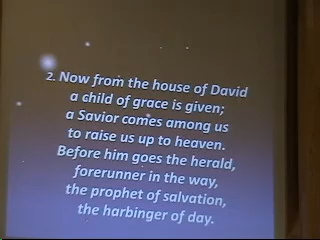 2. Now from the house of David
a child of grace is given;
a Savior comes among us
to raise us up to heaven.
Before him goes the herald,
forerunner in the way,
the prophet of salvation,
the harbinger of day.